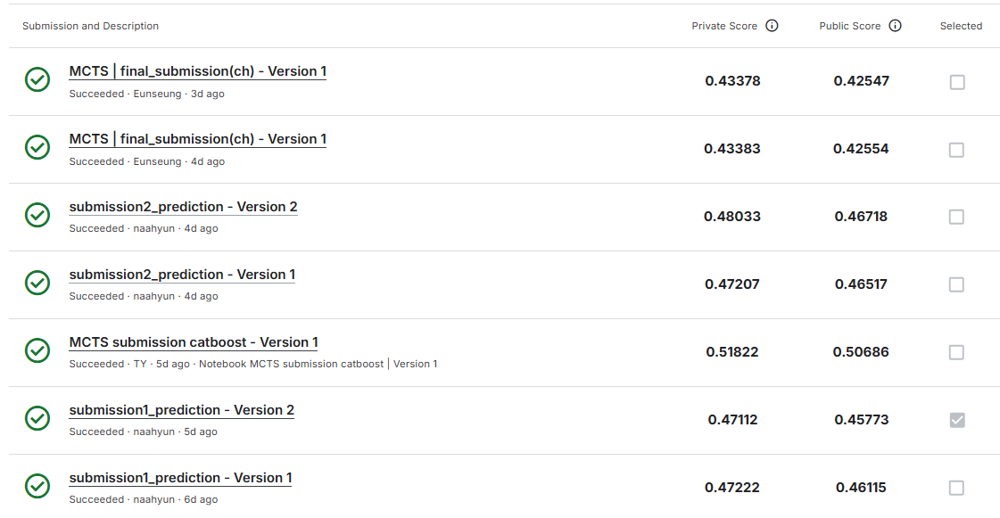 Submission and Description Private Score Public Score Selected
MCTS | final_submission(ch) - Version 1
Succeeded · Eunseung · 3d ago
0.43378 0.42547
MCTS | final_submission(ch) - Version 1
Succeeded · Eunseung · 4d ago
0.43383 0.42554
submission2_prediction - Version 2
Succeeded · naahyun · 4d ago
0.48033 0.46718
submission2_prediction - Version 1
Succeeded · naahyun · 4d ago
0.47207 0.46517
MCTS submission catboost - Version 1
Succeeded · TY · 5d ago · Notebook MCTS submission catboost | Version 1
0.51822 0.50686
submission1_prediction - Version 2
Succeeded · naahyun · 5d ago
0.47112 0.45773
submission1_prediction - Version 1
Succeeded · naahyun · 6d ago
0.47222 0.46115